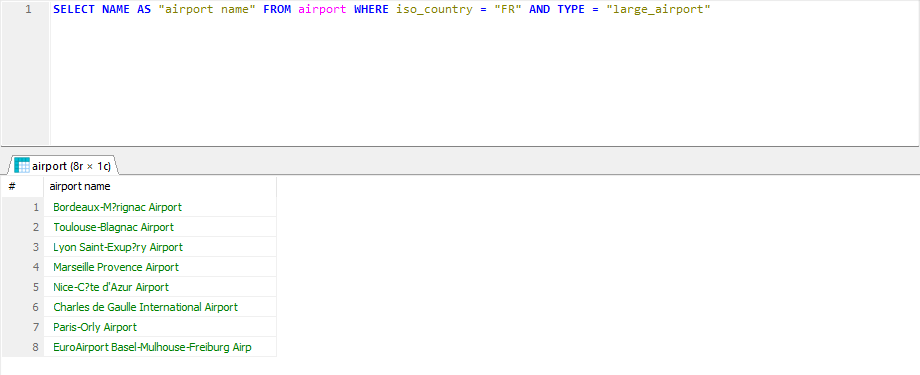 1 SELECT NAME AS "airport name" FROM airport WHERE iso_country = "FR" AND TYPE = "large_airport"
airport (8r × 1c)
# airport name
1 Bordeaux-M?rignac Airport
2 Toulouse-Blagnac Airport
3 Lyon Saint-Exup?ry Airport
4 Marseille Provence Airport
5 Nice-C?te d'Azur Airport
6 Charles de Gaulle International Airport
7 Paris-Orly Airport
8 EuroAirport Basel-Mulhouse-Freiburg Airp